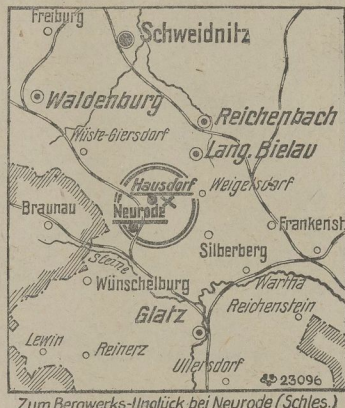 Freiburg
Schweidnitz
Waldenburg
Reichenbach
Wüste-Giersdorf
Lang. Bielau
Hausdorf
Weigelsdorf
Braunau
Neurode
Frankenst
Silberberg
Steine
Wünschelburg
Wartha
Reichenstein
Glatz
Lewin
Reinerz
Ullersdorf
23096
Zum Bergwerks-Unglück bei Neurode (Schles.)